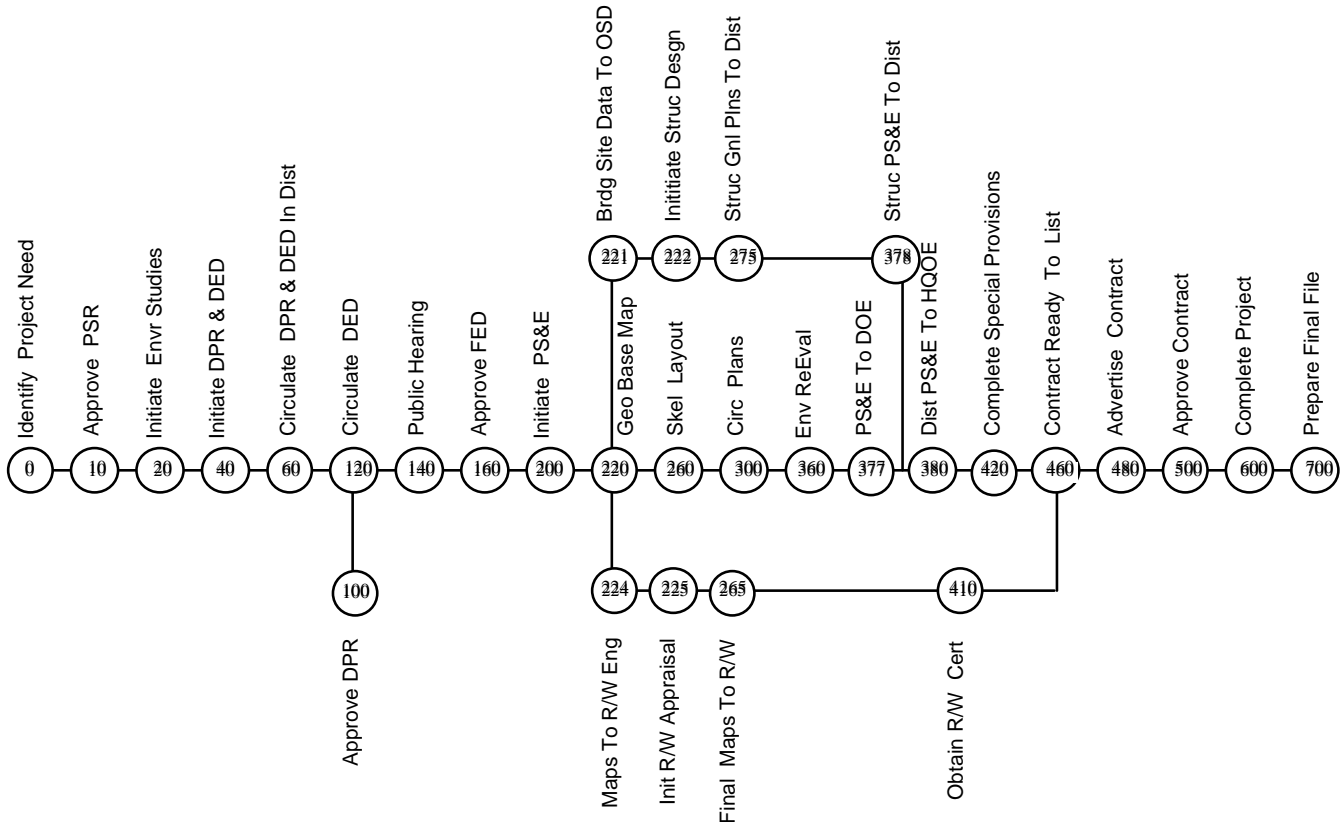 Brdg Site Data To OSD
Inititiate Struc Desgn
Struc Gnl Plns To Dist
Struc PS&E To Dist
221
222
275
378
Identify Project Need
Approve PSR
Initiate Envr Studies
Initiate DPR & DED
Circulate DPR & DED In Dist
Circulate DED
Public Hearing
Approve FED
Initiate PS&E
Geo Base Map
Skel Layout
Circ Plans
Env ReEval
PS&E To DOE
Dist PS&E To HQOE
Complete Special Provisions
Contract Ready To List
Advertise Contract
Approve Contract
Complete Project
Prepare Final File
0
10
20
40
60
120
140
160
200
220
260
300
360
377
380
420
460
480
500
600
700
100
224
225
265
410
Approve DPR
Maps To R/W Eng
Init R/W Appraisal
Final Maps To R/W
Obtain R/W Cert